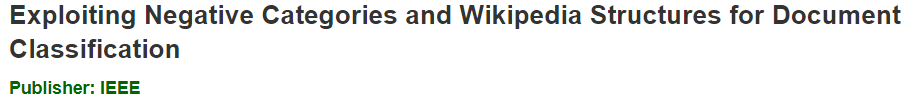 Exploiting Negative Categories and Wikipedia Structures for Document
Classification
Publisher: IEEE